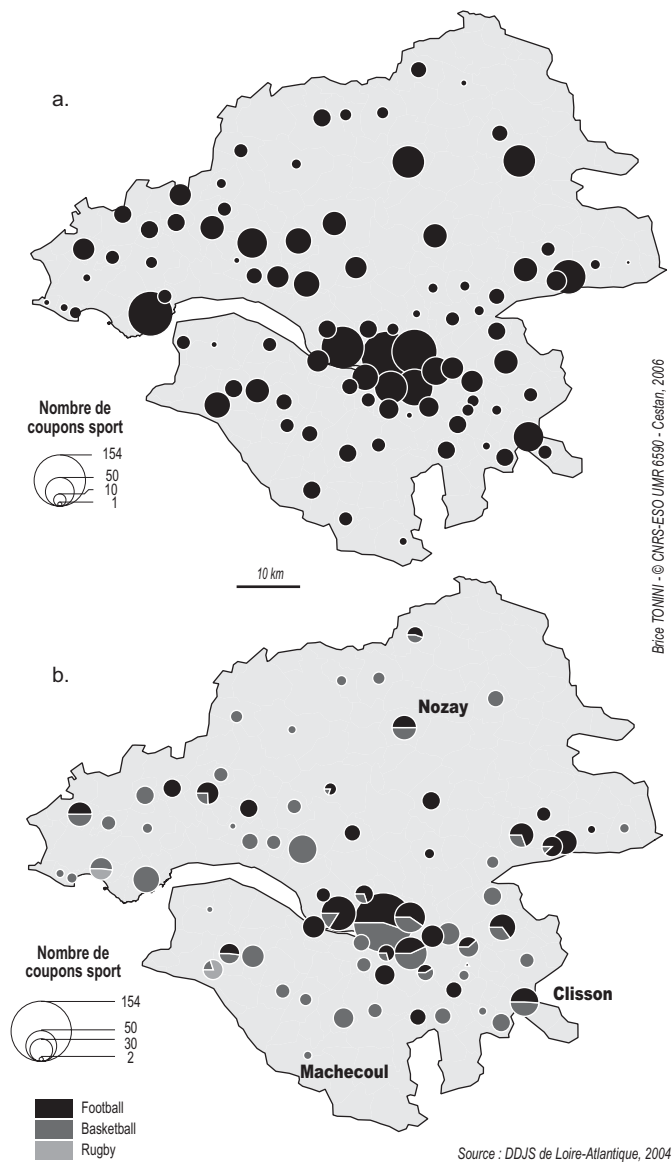 a.
Nombre de
coupons sport
154
50
10
1
10 km
Brice TONINI - © CNRS-ESO UMR 6590 - Cestan, 2006
b.
Nozay
Nombre de
coupons sport
154
50
30
2
Clisson
Machecoul
Football
Basketball
Rugby
Source : DDJS de Loire-Atlantique, 2004